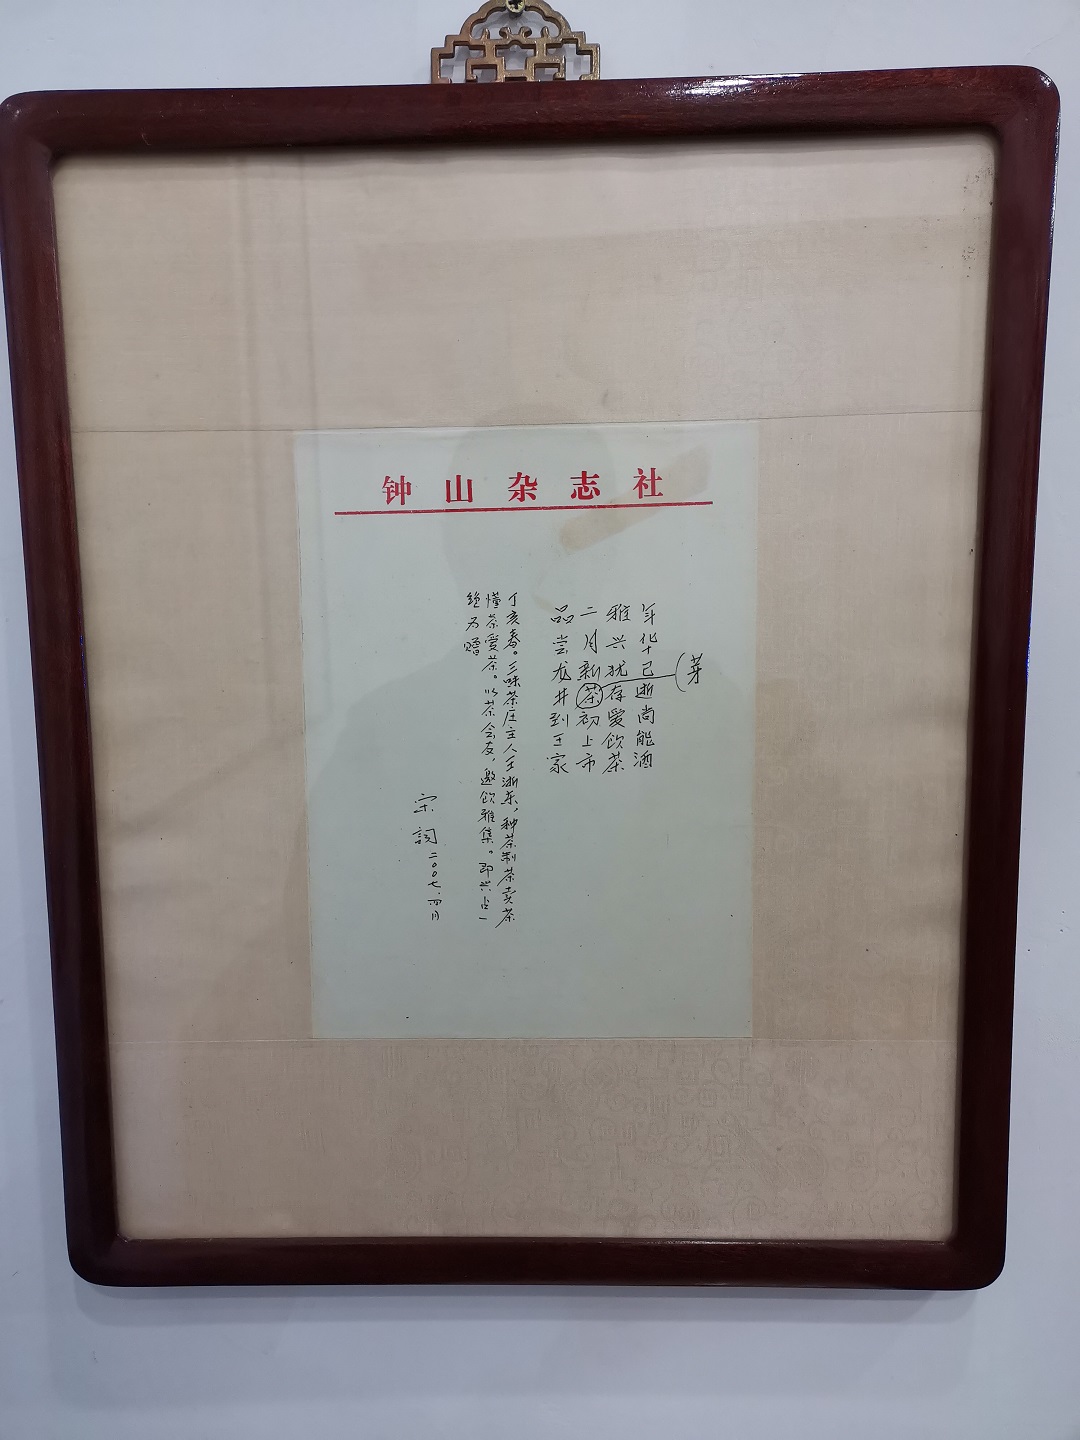 钟山杂志社
年华已逝尚能酒
雅兴犹存爱饮茶
二月新茶初上市
芽
品尝龙井到王家
丁亥春。三味茶庄主人王浙东，种茶制茶卖茶
懂茶爱茶。以茶会友，邀饮雅集。即兴占一
绝为赠
宋词二〇〇七、四月